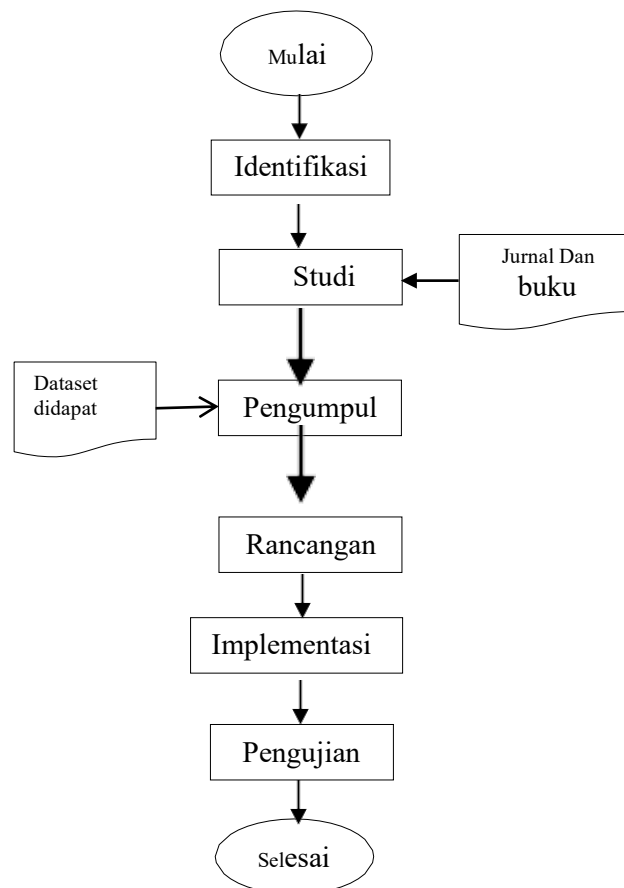 Mulai
Identifikasi
Studi
Jurnal Dan
buku
Dataset
didapat
Pengumpul
Rancangan
Implementasi
Pengujian
Selesai